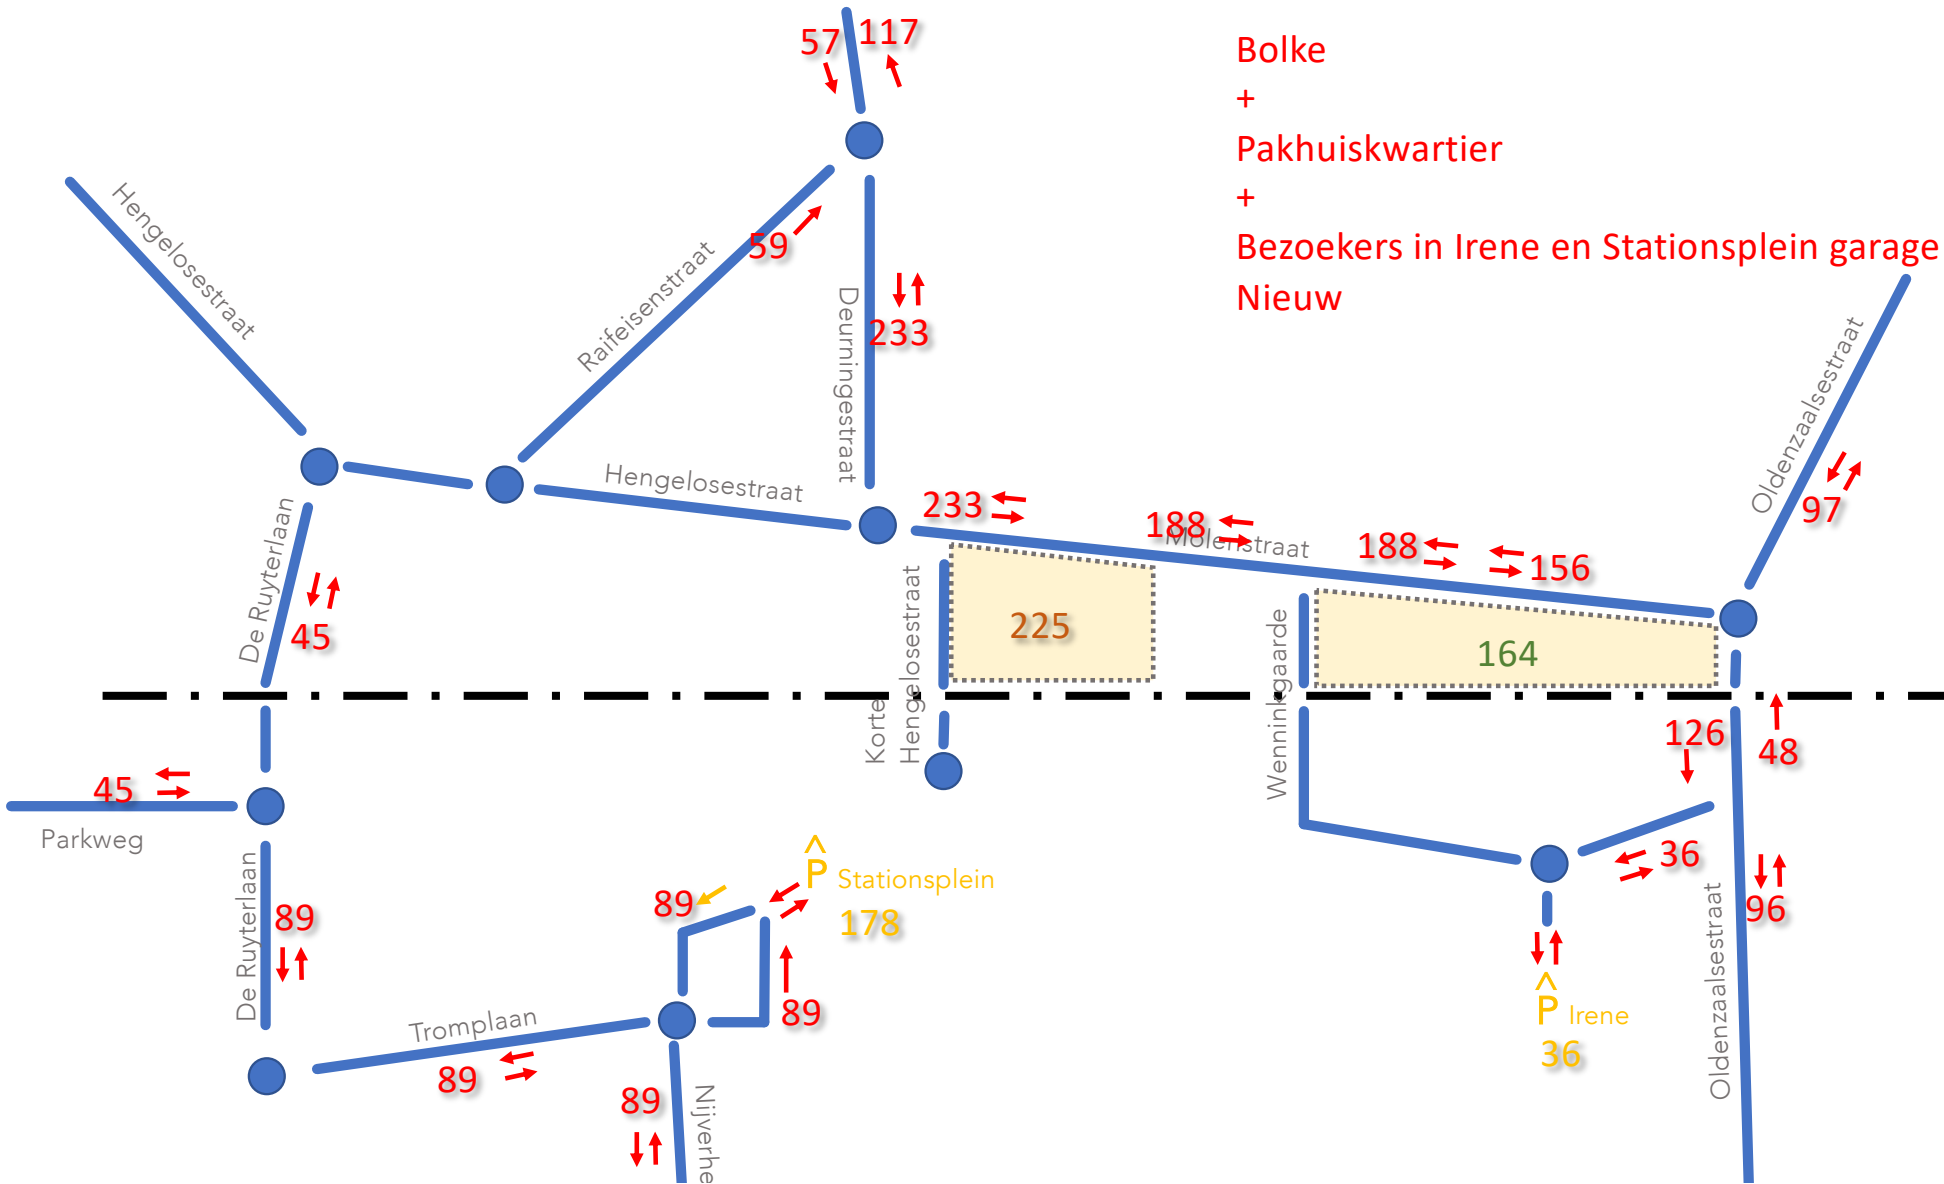 57
117
Bolke
+
Pakhuiskwartier
+
Bezoekers in Irene en Stationsplein garage
Nieuw
Hengelosestraat
59
Raifeisenstraat
Deurningestraat
233
Oldenzaalsestraat
97
Hengelosestraat
233
188
Molenstraat
188
156
De Ruyterlaan
45
225
164
Korte
Hengelosestraat
Wenninkgaarde
126
48
45
Parkweg
36
De Ruyterlaan
89
89
^
P Stationsplein
178
89
96
Oldenzaalsestraat
^
P Irene
36
Tromplaan
89
89
Nijverhe